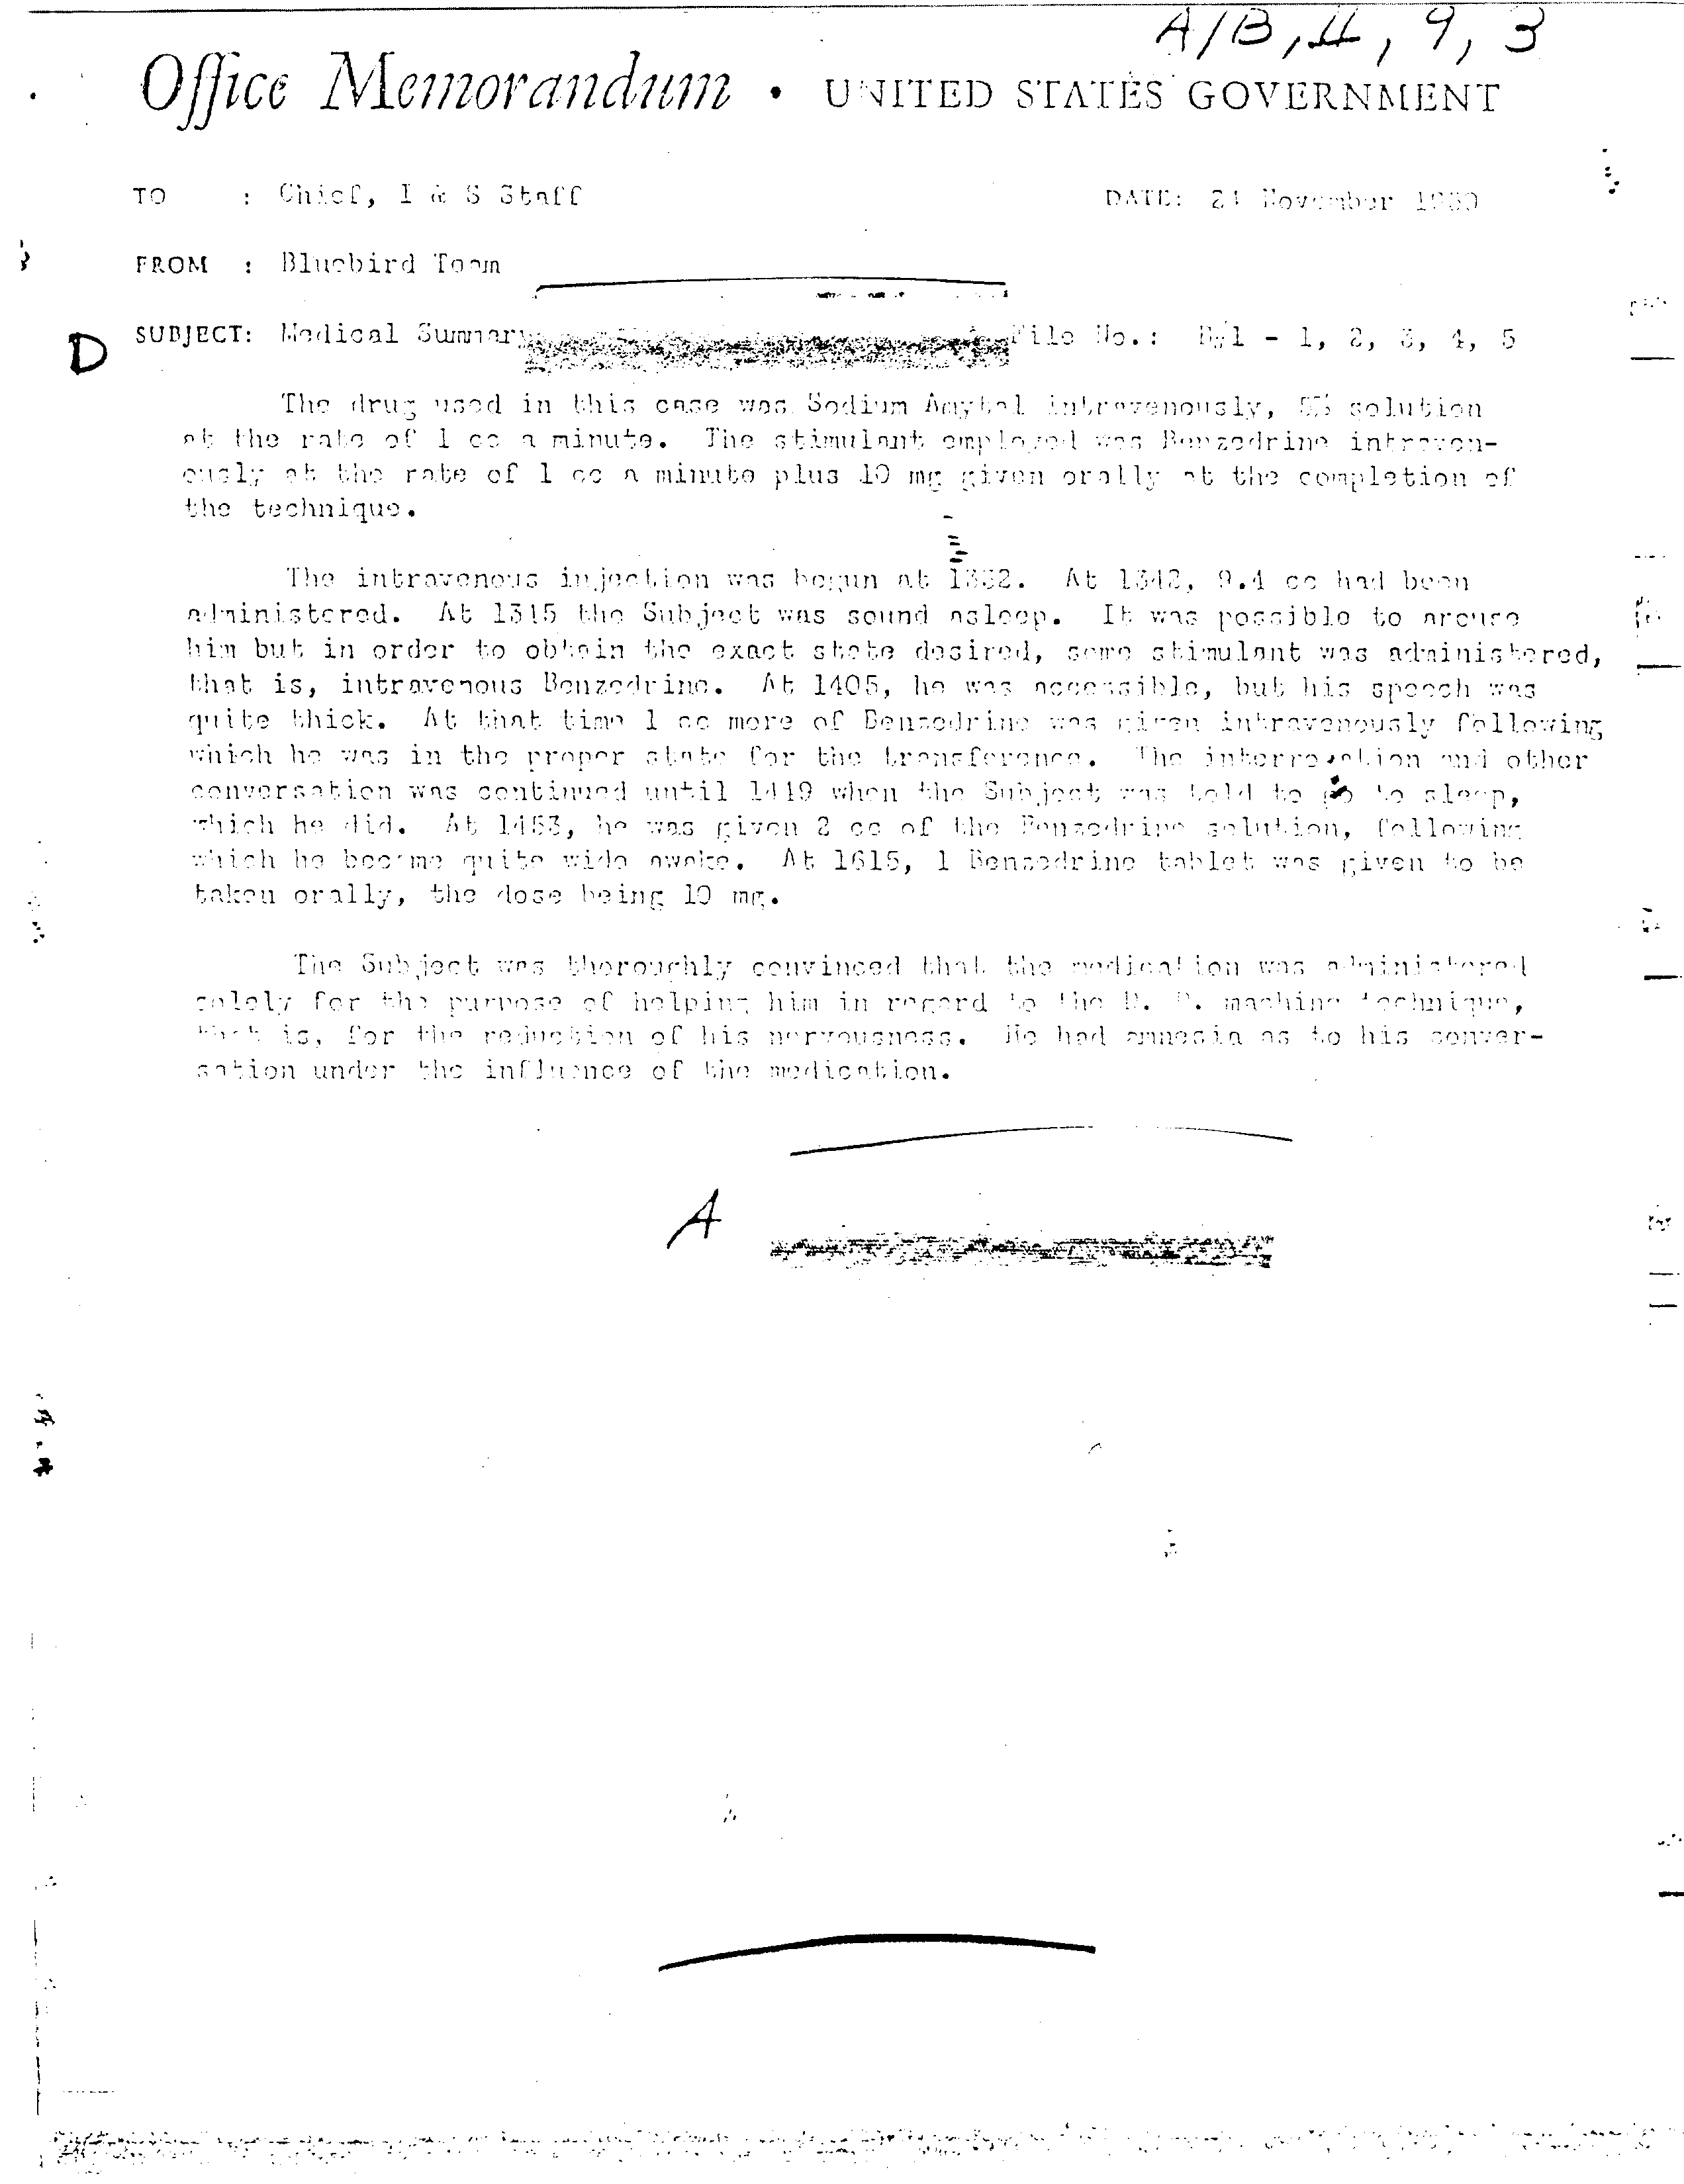 A/B, 4, 9, 3
Office Memorandum • UNITED STATES GOVERNMENT
TO : Chief, I & S Staff DATE: November
FROM : Bluebird Team
D SUBJECT: Medical Summary File No.: - 1, 2, 3, 4, 5
The drug used in this case was Sodium Amytal intravenously, 5% solution
at the rate of 1 cc a minute. The stimulant employed was Benzedrine intraven-
ously at the rate of 1 cc a minute plus 10 mg given orally at the completion of
the technique.
The intravenous injection was begun at At 1342, 9.4 cc had been
administered. At the Subject was sound asleep. It was possible to arouse
him but in order to obtain the exact state desired, some stimulant was administered,
that is, intravenous Benzedrine. At 1405, he was accessible, but his speech was
quite thick. At that time 1 cc more of Benzedrine was given intravenously following
which he was in the proper state for the transference. The interrogation and other
conversation was continued until 1419 when the Subject was told to go to sleep,
which he did. At 1453, he was given 2 cc of the Benzedrine solution, following
which he became quite wide awake. At 1615, 1 Benzedrine tablet was given to be
taken orally, the dose being 10 mg.
The Subject was thoroughly convinced that the medication was administered
solely for the purpose of helping him in regard to the machine technique,
that is, for the reduction of his nervousness. He had amnesia as to his conver-
sation under the influence of the medication.
A